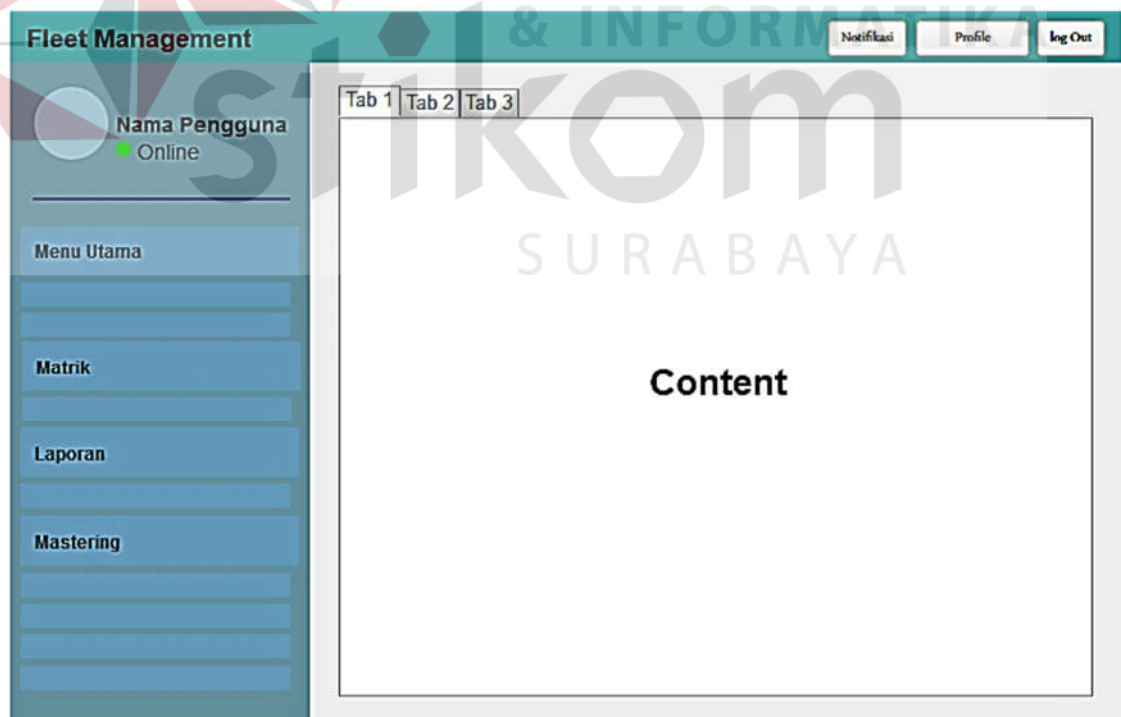 & INFORMATIKA
Fleet Management
Notifikasi
Profile
log Out
stikom
SURABAYA
Nama Pengguna
Online
Tab 1
Tab 2
Tab 3
Menu Utama
Matrik
Laporan
Mastering
Content